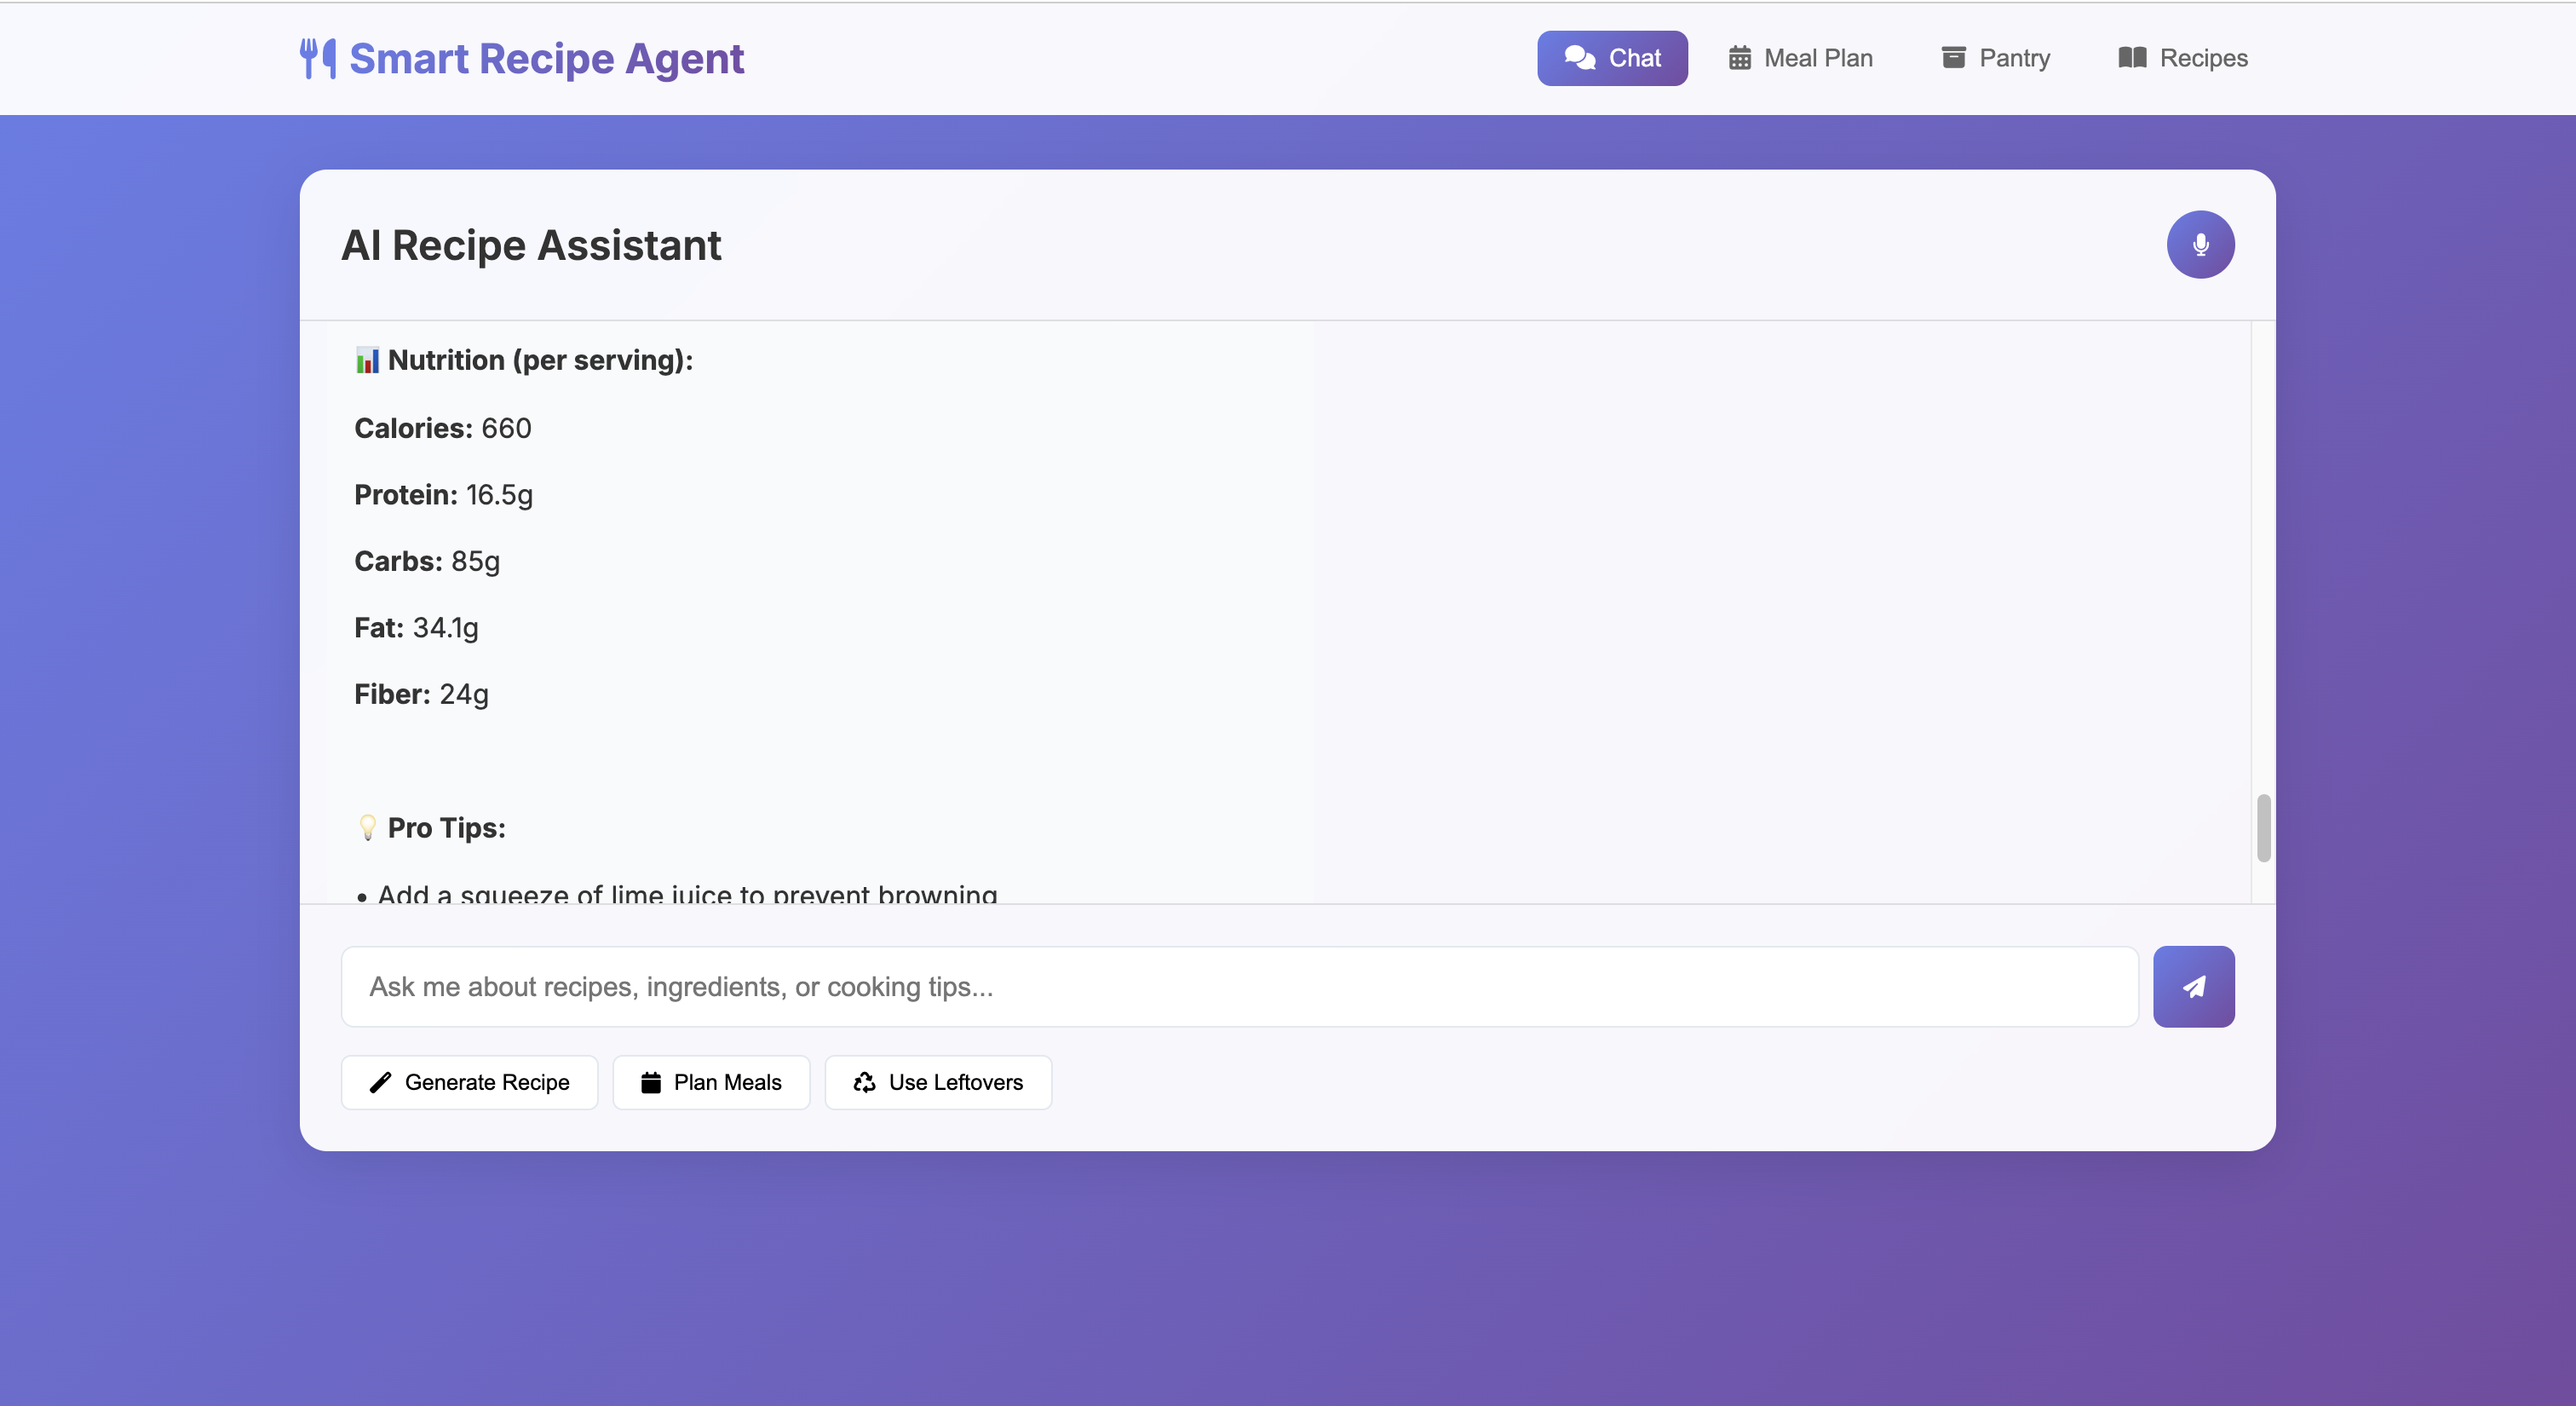 Smart Recipe Agent
Chat
Meal Plan
Pantry
Recipes
AI Recipe Assistant
Nutrition (per serving):
Calories: 660
Protein: 16.5g
Carbs: 85g
Fat: 34.1g
Fiber: 24g
Pro Tips:
• Add a squeeze of lime juice to prevent browning
Ask me about recipes, ingredients, or cooking tips...
Generate Recipe
Plan Meals
Use Leftovers